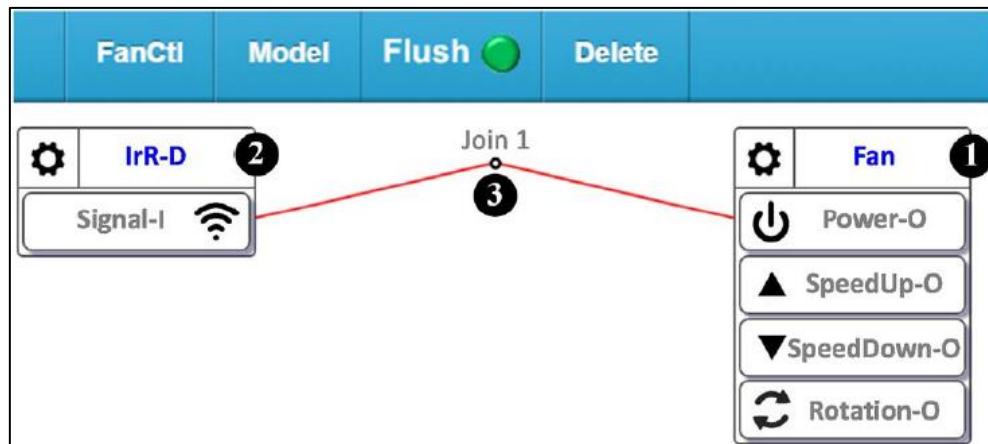 FanCtl Model Flush Delete
Join 1
IrR-D 2
3
Fan 1
Signal-I
Power-O
SpeedUp-O
SpeedDown-O
Rotation-O